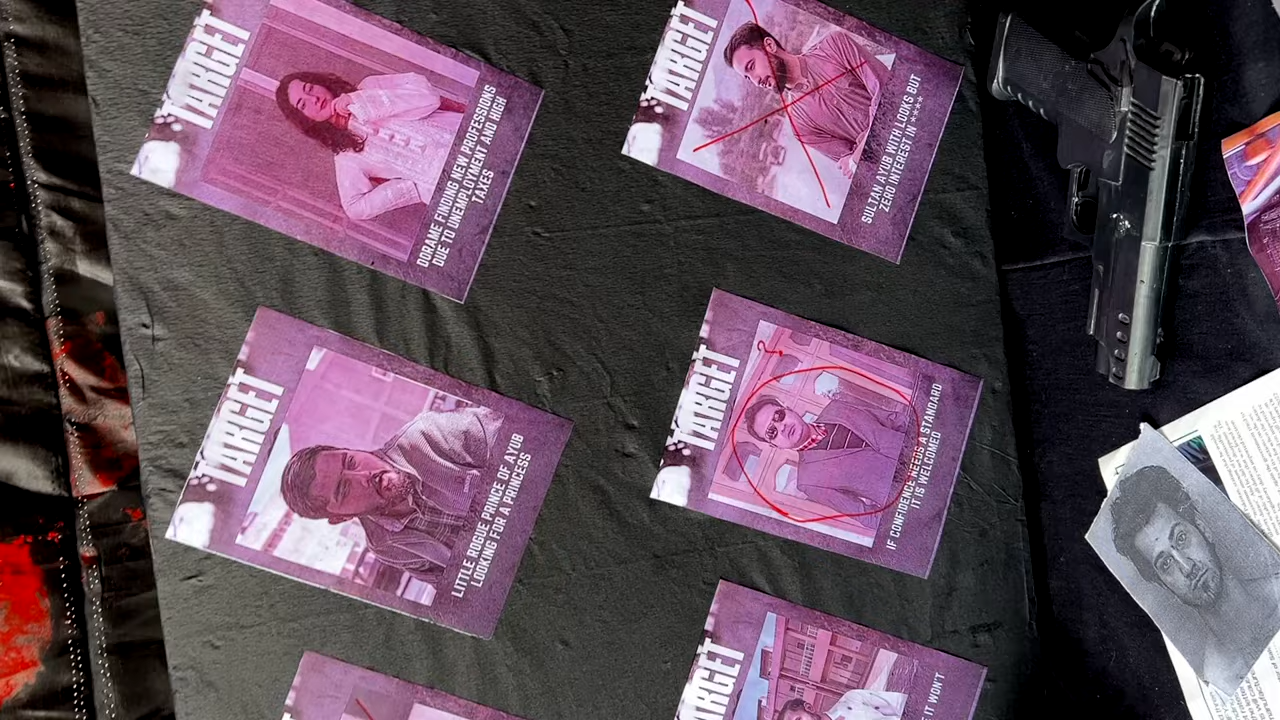 TARGET
DORAME FINDING NEW PROFESSIONS
DUE TO UNEMPLOYMENT AND HIGH
TAXES
TARGET
SULTAN AYUB WITH LOOKS BUT
ZERO INTEREST IN ****
TARGET
LITTLE ROGUE PRINCE OF AYUB
LOOKING FOR A PRINCESS
TARGET
?
IF CONFIDENCE NEEDS A STANDARD
IT IS WELCOMED
TARGET
IT WON'T